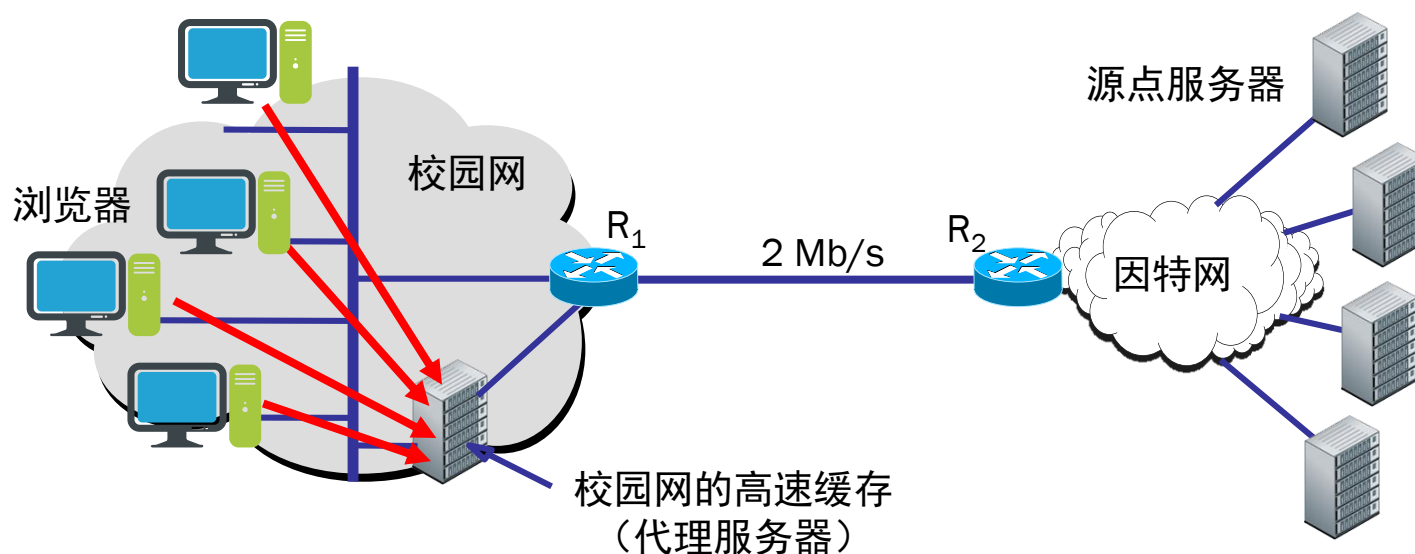 源点服务器
校园网
浏览器
R₁
2 Mb/s
R₂
因特网
校园网的高速缓存
（代理服务器）